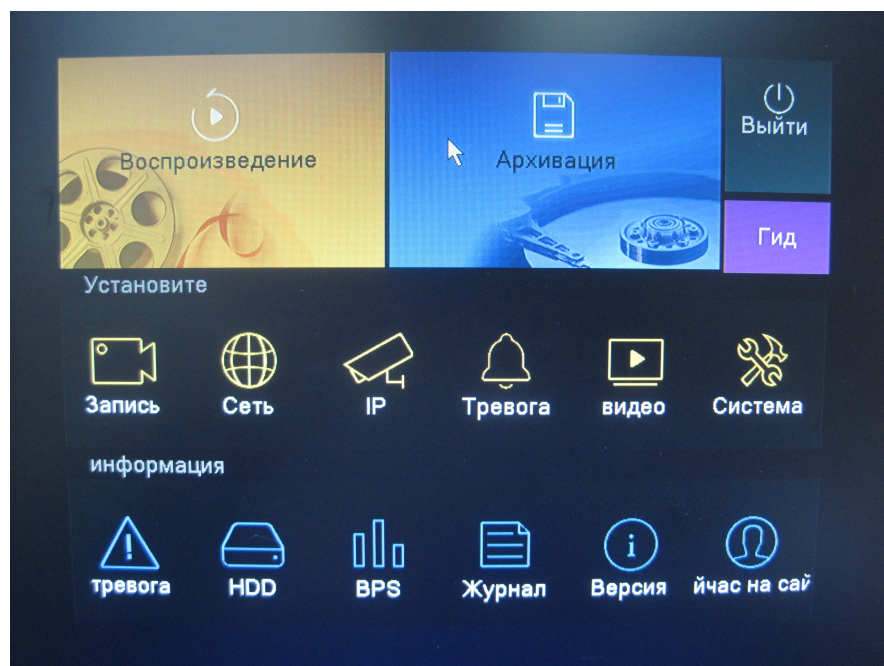 Воспроизведение
Архивация
Выйти
Гид
Установите
Запись Сеть IP Тревога видео Система
информация
тревога HDD BPS Журнал Версия йчас на сай